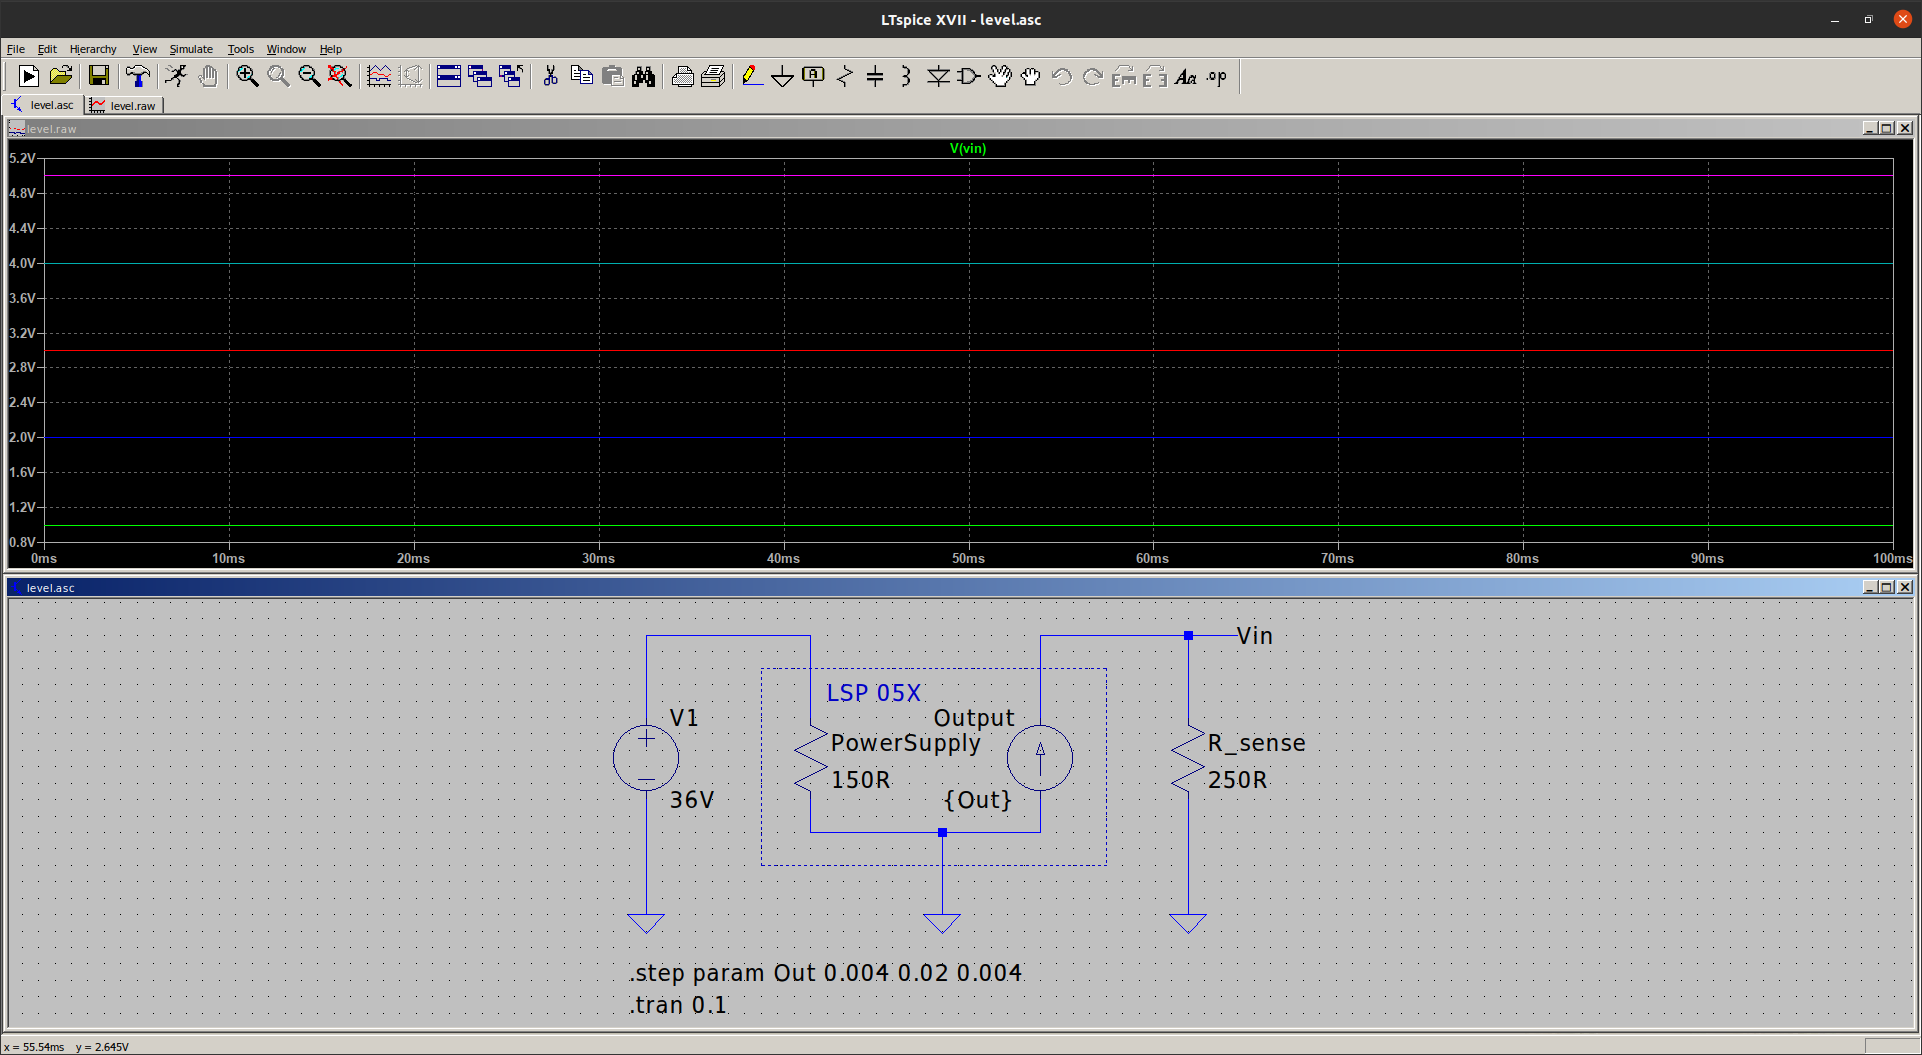 LTspice XVII - level.asc
File Edit Hierarchy View Simulate Tools Window Help
A
Aa .op
level.asc level.raw
level.raw
V(vin)
5.2V
4.8V
4.4V
4.0V
3.6V
3.2V
2.8V
2.4V
2.0V
1.6V
1.2V
0.8V
0ms 10ms 20ms 30ms 40ms 50ms 60ms 70ms 80ms 90ms 100ms
level.asc
Vin
LSP 05X
V1 Output
PowerSupply R_sense
150R 250R
36V {Out}
.step param Out 0.004 0.02 0.004
.tran 0.1
x = 55.54ms y = 2.645V